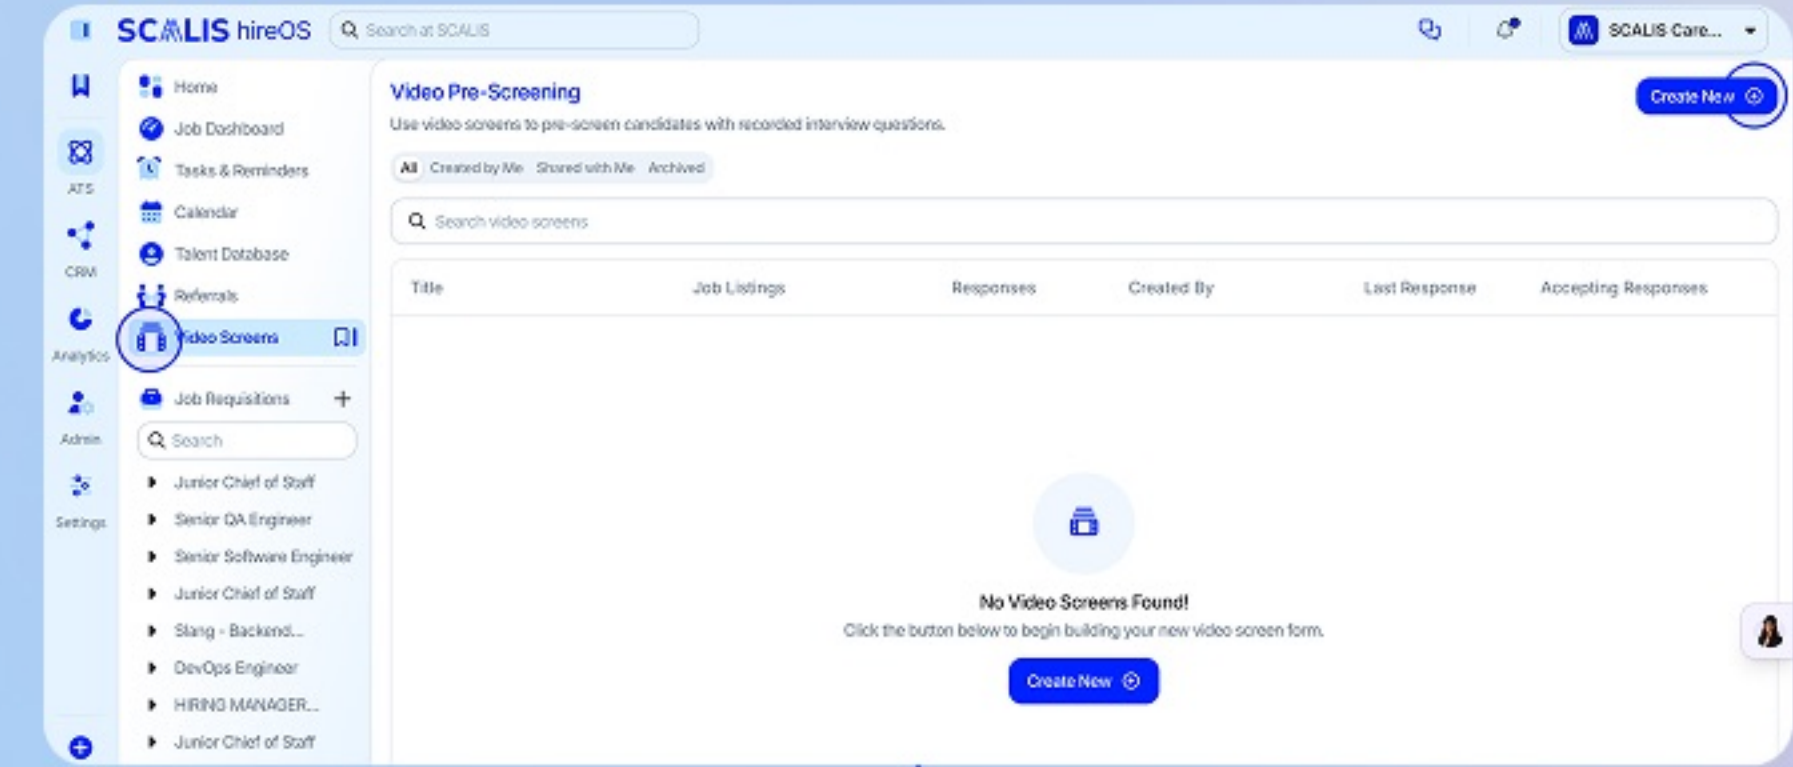 SCALIS hireOS
Search at SCALIS
SCALIS Care...
ATS
CRM
Analytics
Admin
Settings
Home
Job Dashboard
Tasks & Reminders
Calendar
Talent Database
Referrals
Video Screens
Job Requisitions
Search
Junior Chief of Staff
Senior QA Engineer
Senior Software Engineer
Junior Chief of Staff
Slang - Backend...
DevOps Engineer
HIRING MANAGER...
Junior Chief of Staff
Video Pre-Screening
Create New
Use video screens to pre-screen candidates with recorded interview questions.
All Created by Me Shared with Me Archived
Search video screens
Title Job Listings Responses Created By Last Response Accepting Responses
No Video Screens Found!
Click the button below to begin building your new video screen form.
Create New